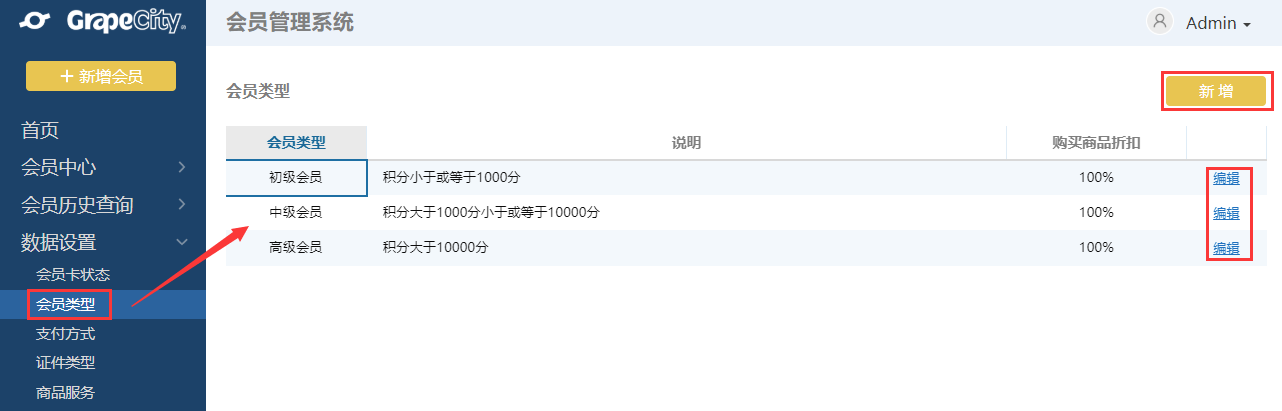 GrapeCity
会员管理系统
Admin
+ 新增会员
首页
会员中心
会员历史查询
数据设置
会员卡状态
会员类型
支付方式
证件类型
商品服务
会员类型
新 增
会员类型 说明 购买商品折扣
初级会员 积分小于或等于1000分 100% 编辑
中级会员 积分大于1000分小于或等于10000分 100% 编辑
高级会员 积分大于10000分 100% 编辑